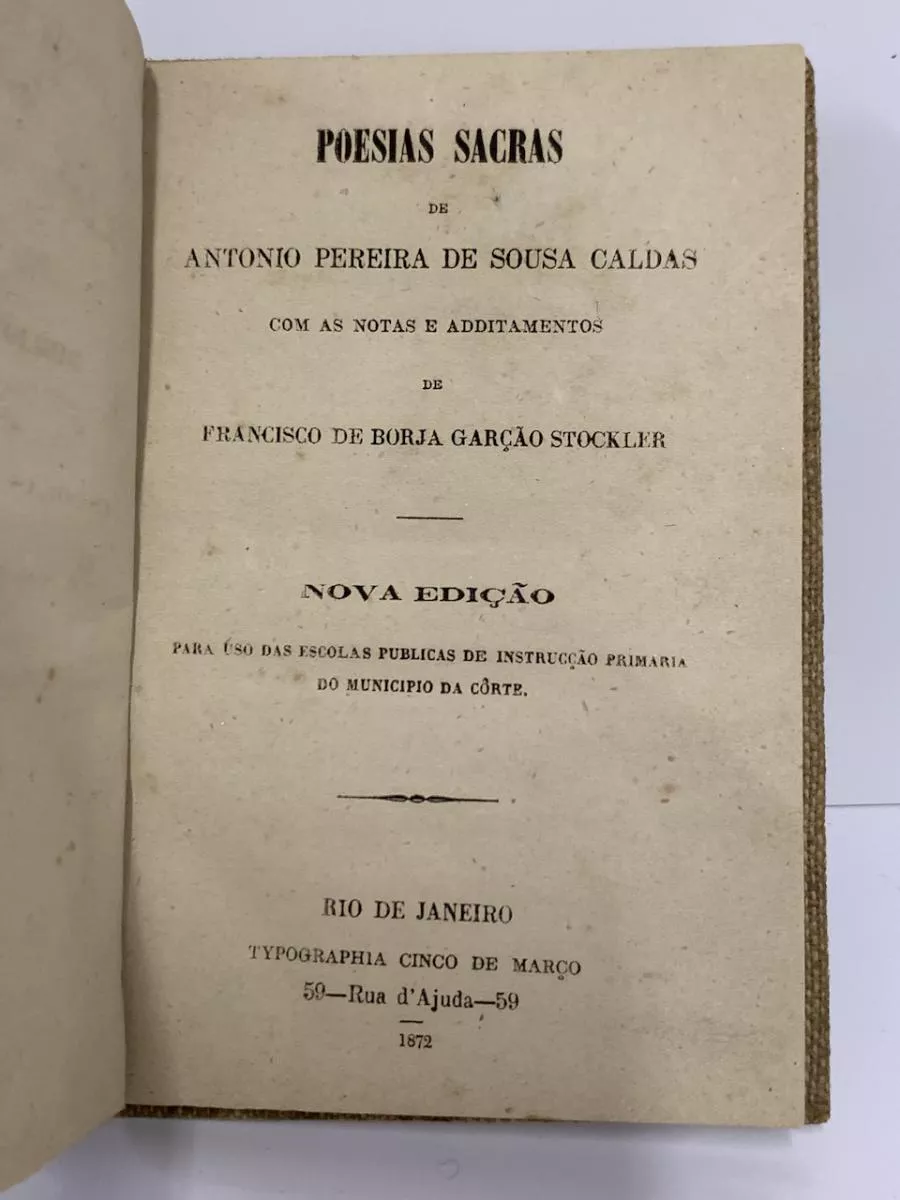 POESIAS SACRAS
DE
ANTONIO PEREIRA DE SOUSA CALDAS
COM AS NOTAS E ADDITAMENTOS
DE
FRANCISCO DE BORJA GARÇÃO STOCKLER
NOVA EDIÇÃO
PARA USO DAS ESCOLAS PUBLICAS DE INSTRUCÇÃO PRIMARIA
DO MUNICIPIO DA CÔRTE.
RIO DE JANEIRO
TYPOGRAPHIA CINCO DE MARÇO
59—Rua d'Ajuda—59
1872